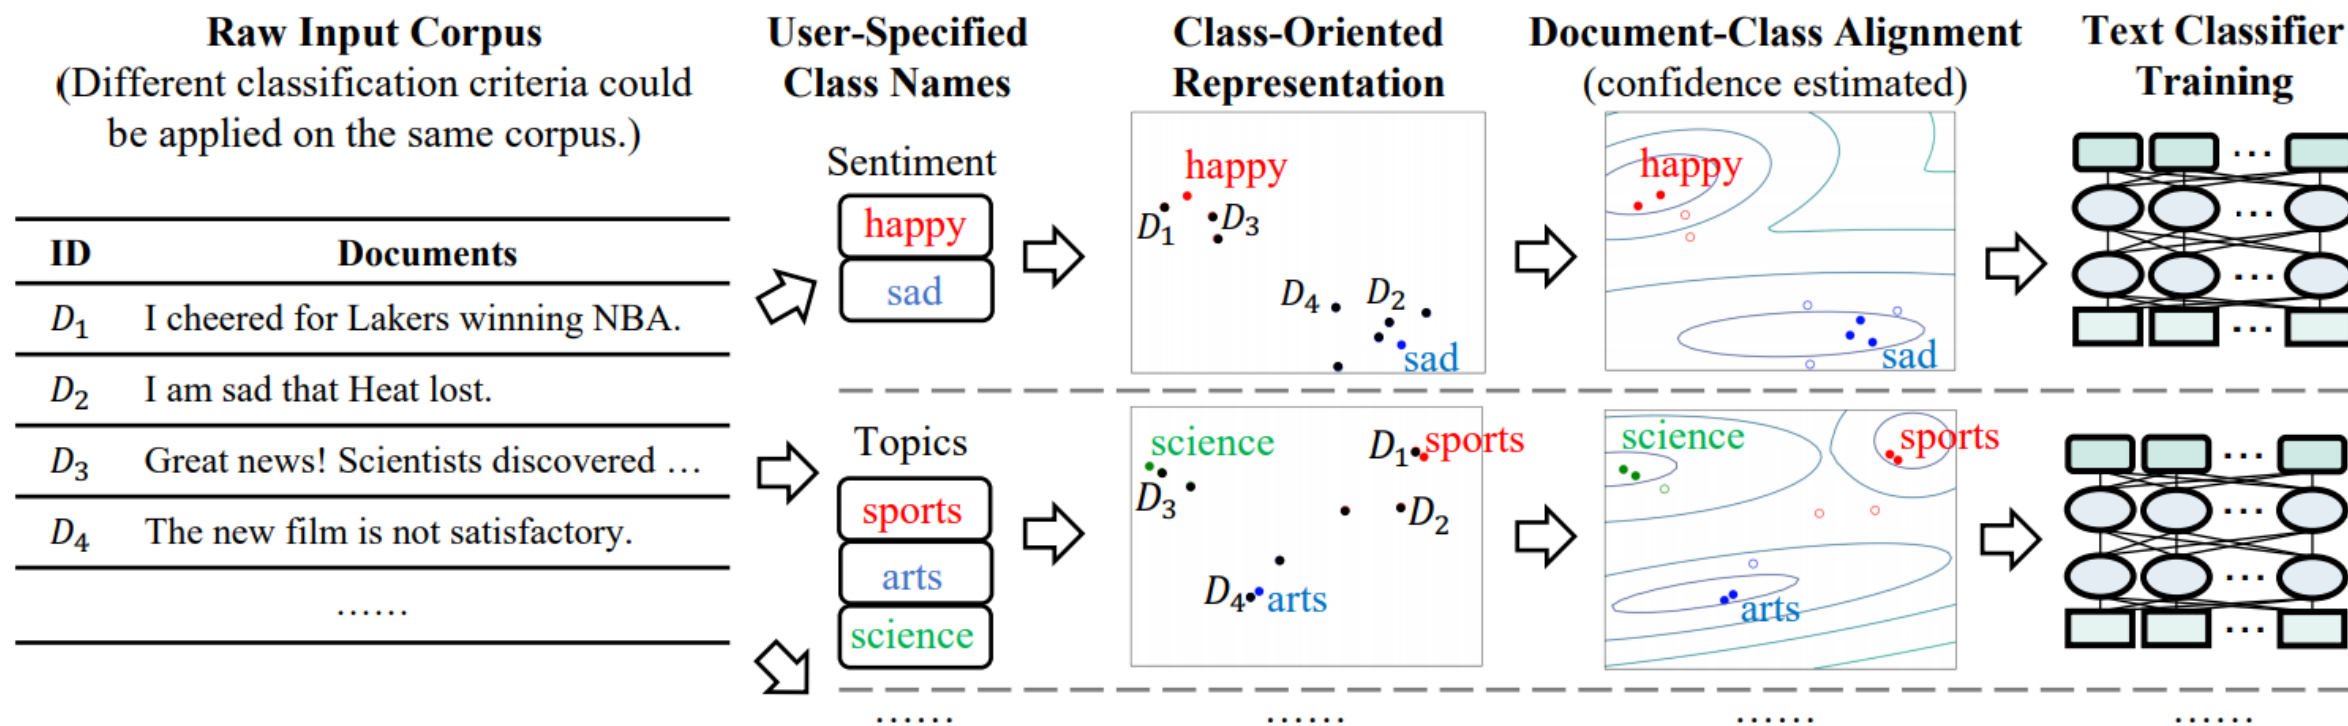 Raw Input Corpus
(Different classification criteria could
be applied on the same corpus.)
ID Documents
D1 I cheered for Lakers winning NBA.
D2 I am sad that Heat lost.
D3 Great news! Scientists discovered …
D4 The new film is not satisfactory.
……
User-Specified
Class Names
Sentiment
happy
sad
Topics
sports
arts
science
……
Class-Oriented
Representation
happy
D1
D3
D4
D2
sad
science
D1
sports
D3
D2
D4
arts
……
Document-Class Alignment
(confidence estimated)
happy
sad
science
sports
arts
……
Text Classifier
Training
…
…
…
…
…
…
…
…
……